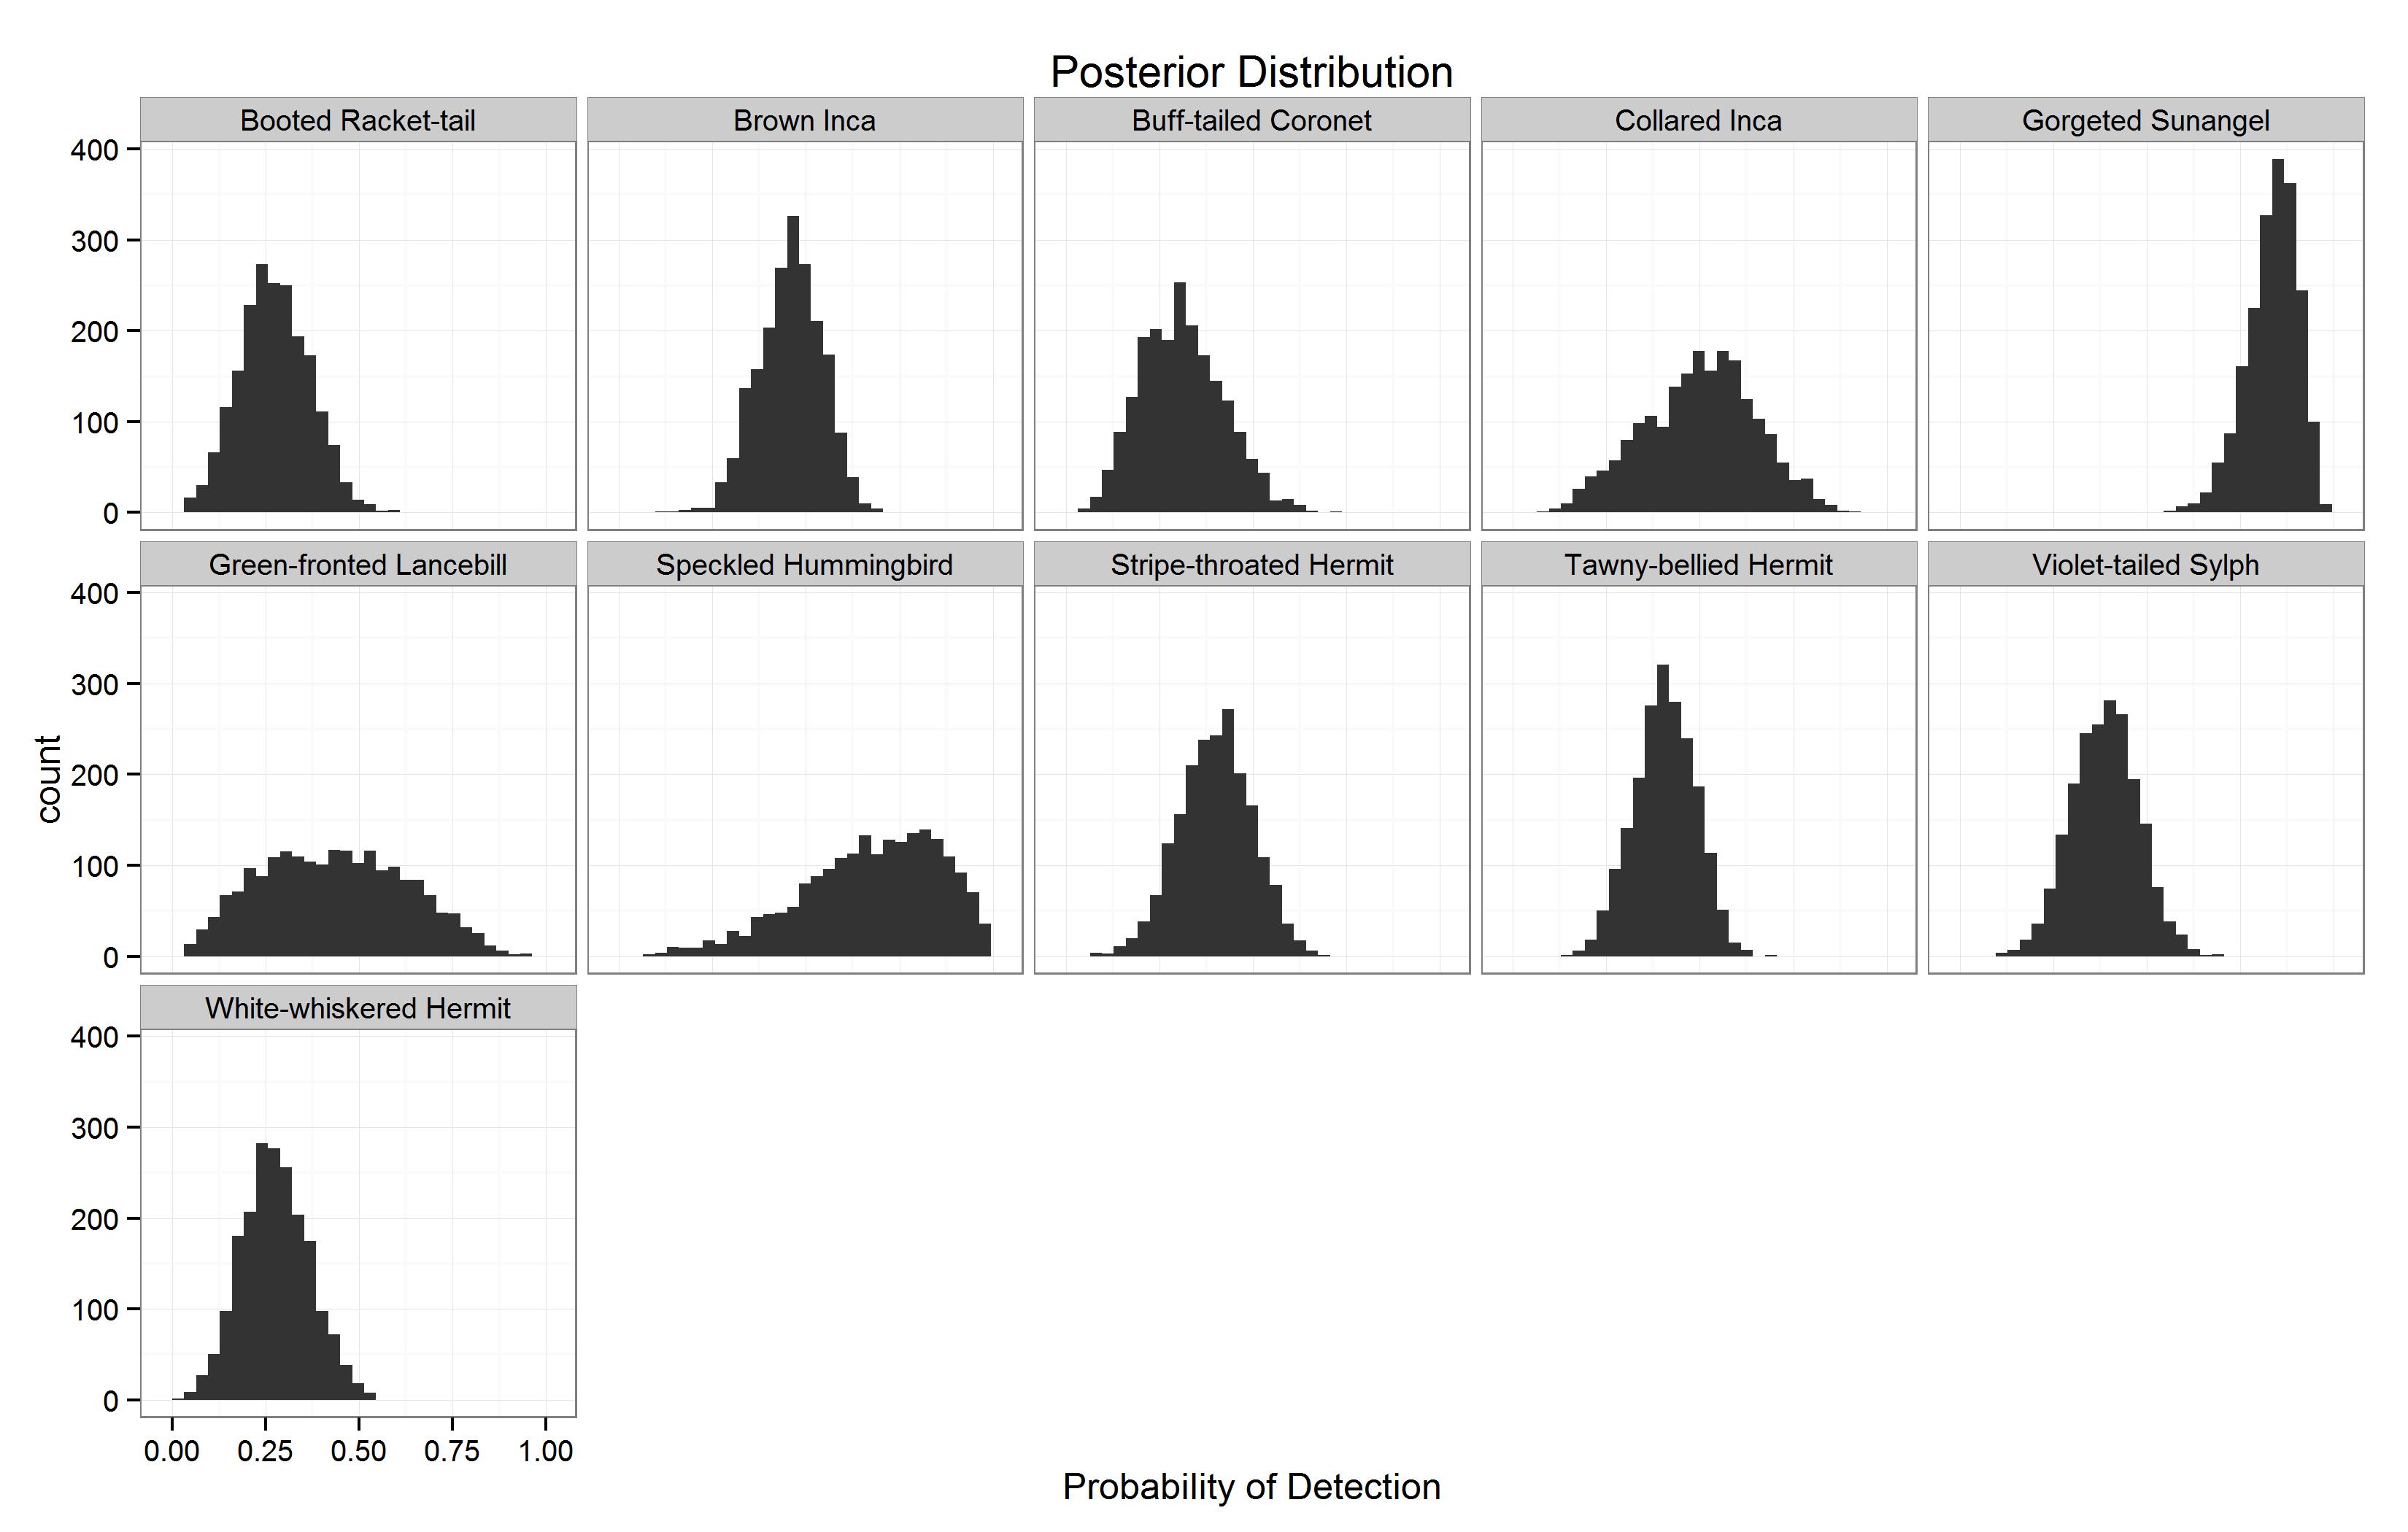 Posterior Distribution
Booted Racket-tail Brown Inca Buff-tailed Coronet Collared Inca Gorgeted Sunangel
400
300
200
100
0
Green-fronted Lancebill Speckled Hummingbird Stripe-throated Hermit Tawny-bellied Hermit Violet-tailed Sylph
400
300
count
200
100
0
White-whiskered Hermit
400
300
200
100
0
0.00 0.25 0.50 0.75 1.00
Probability of Detection